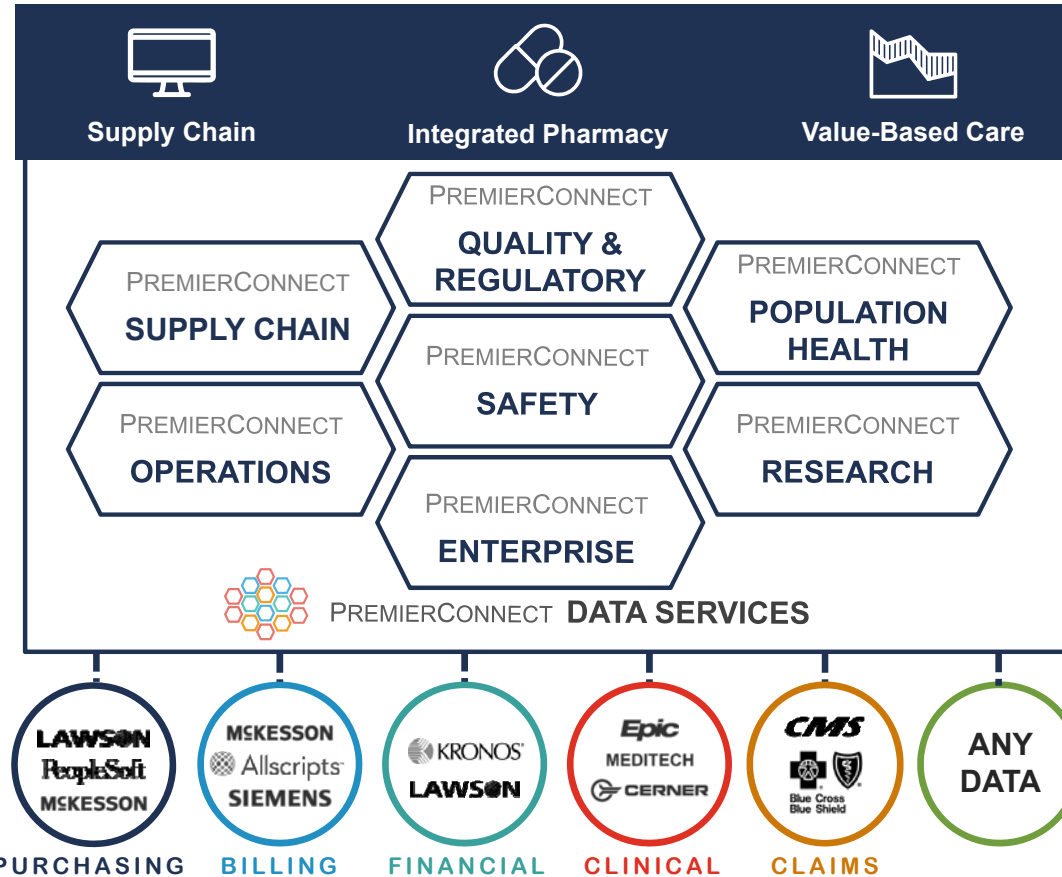 Supply Chain
Integrated Pharmacy
Value-Based Care
PREMIERCONNECT
QUALITY &
REGULATORY
PREMIERCONNECT
SUPPLY CHAIN
PREMIERCONNECT
POPULATION
HEALTH
PREMIERCONNECT
SAFETY
PREMIERCONNECT
OPERATIONS
PREMIERCONNECT
RESEARCH
PREMIERCONNECT
ENTERPRISE
PREMIERCONNECT DATA SERVICES
LAWSON
PeopleSoft
MCKESSON
MCKESSON
Allscripts
SIEMENS
KRONOS
LAWSON
Epic
MEDITECH
CERNER
CMS
Blue Cross
Blue Shield
ANY
DATA
PURCHASING
BILLING
FINANCIAL
CLINICAL
CLAIMS